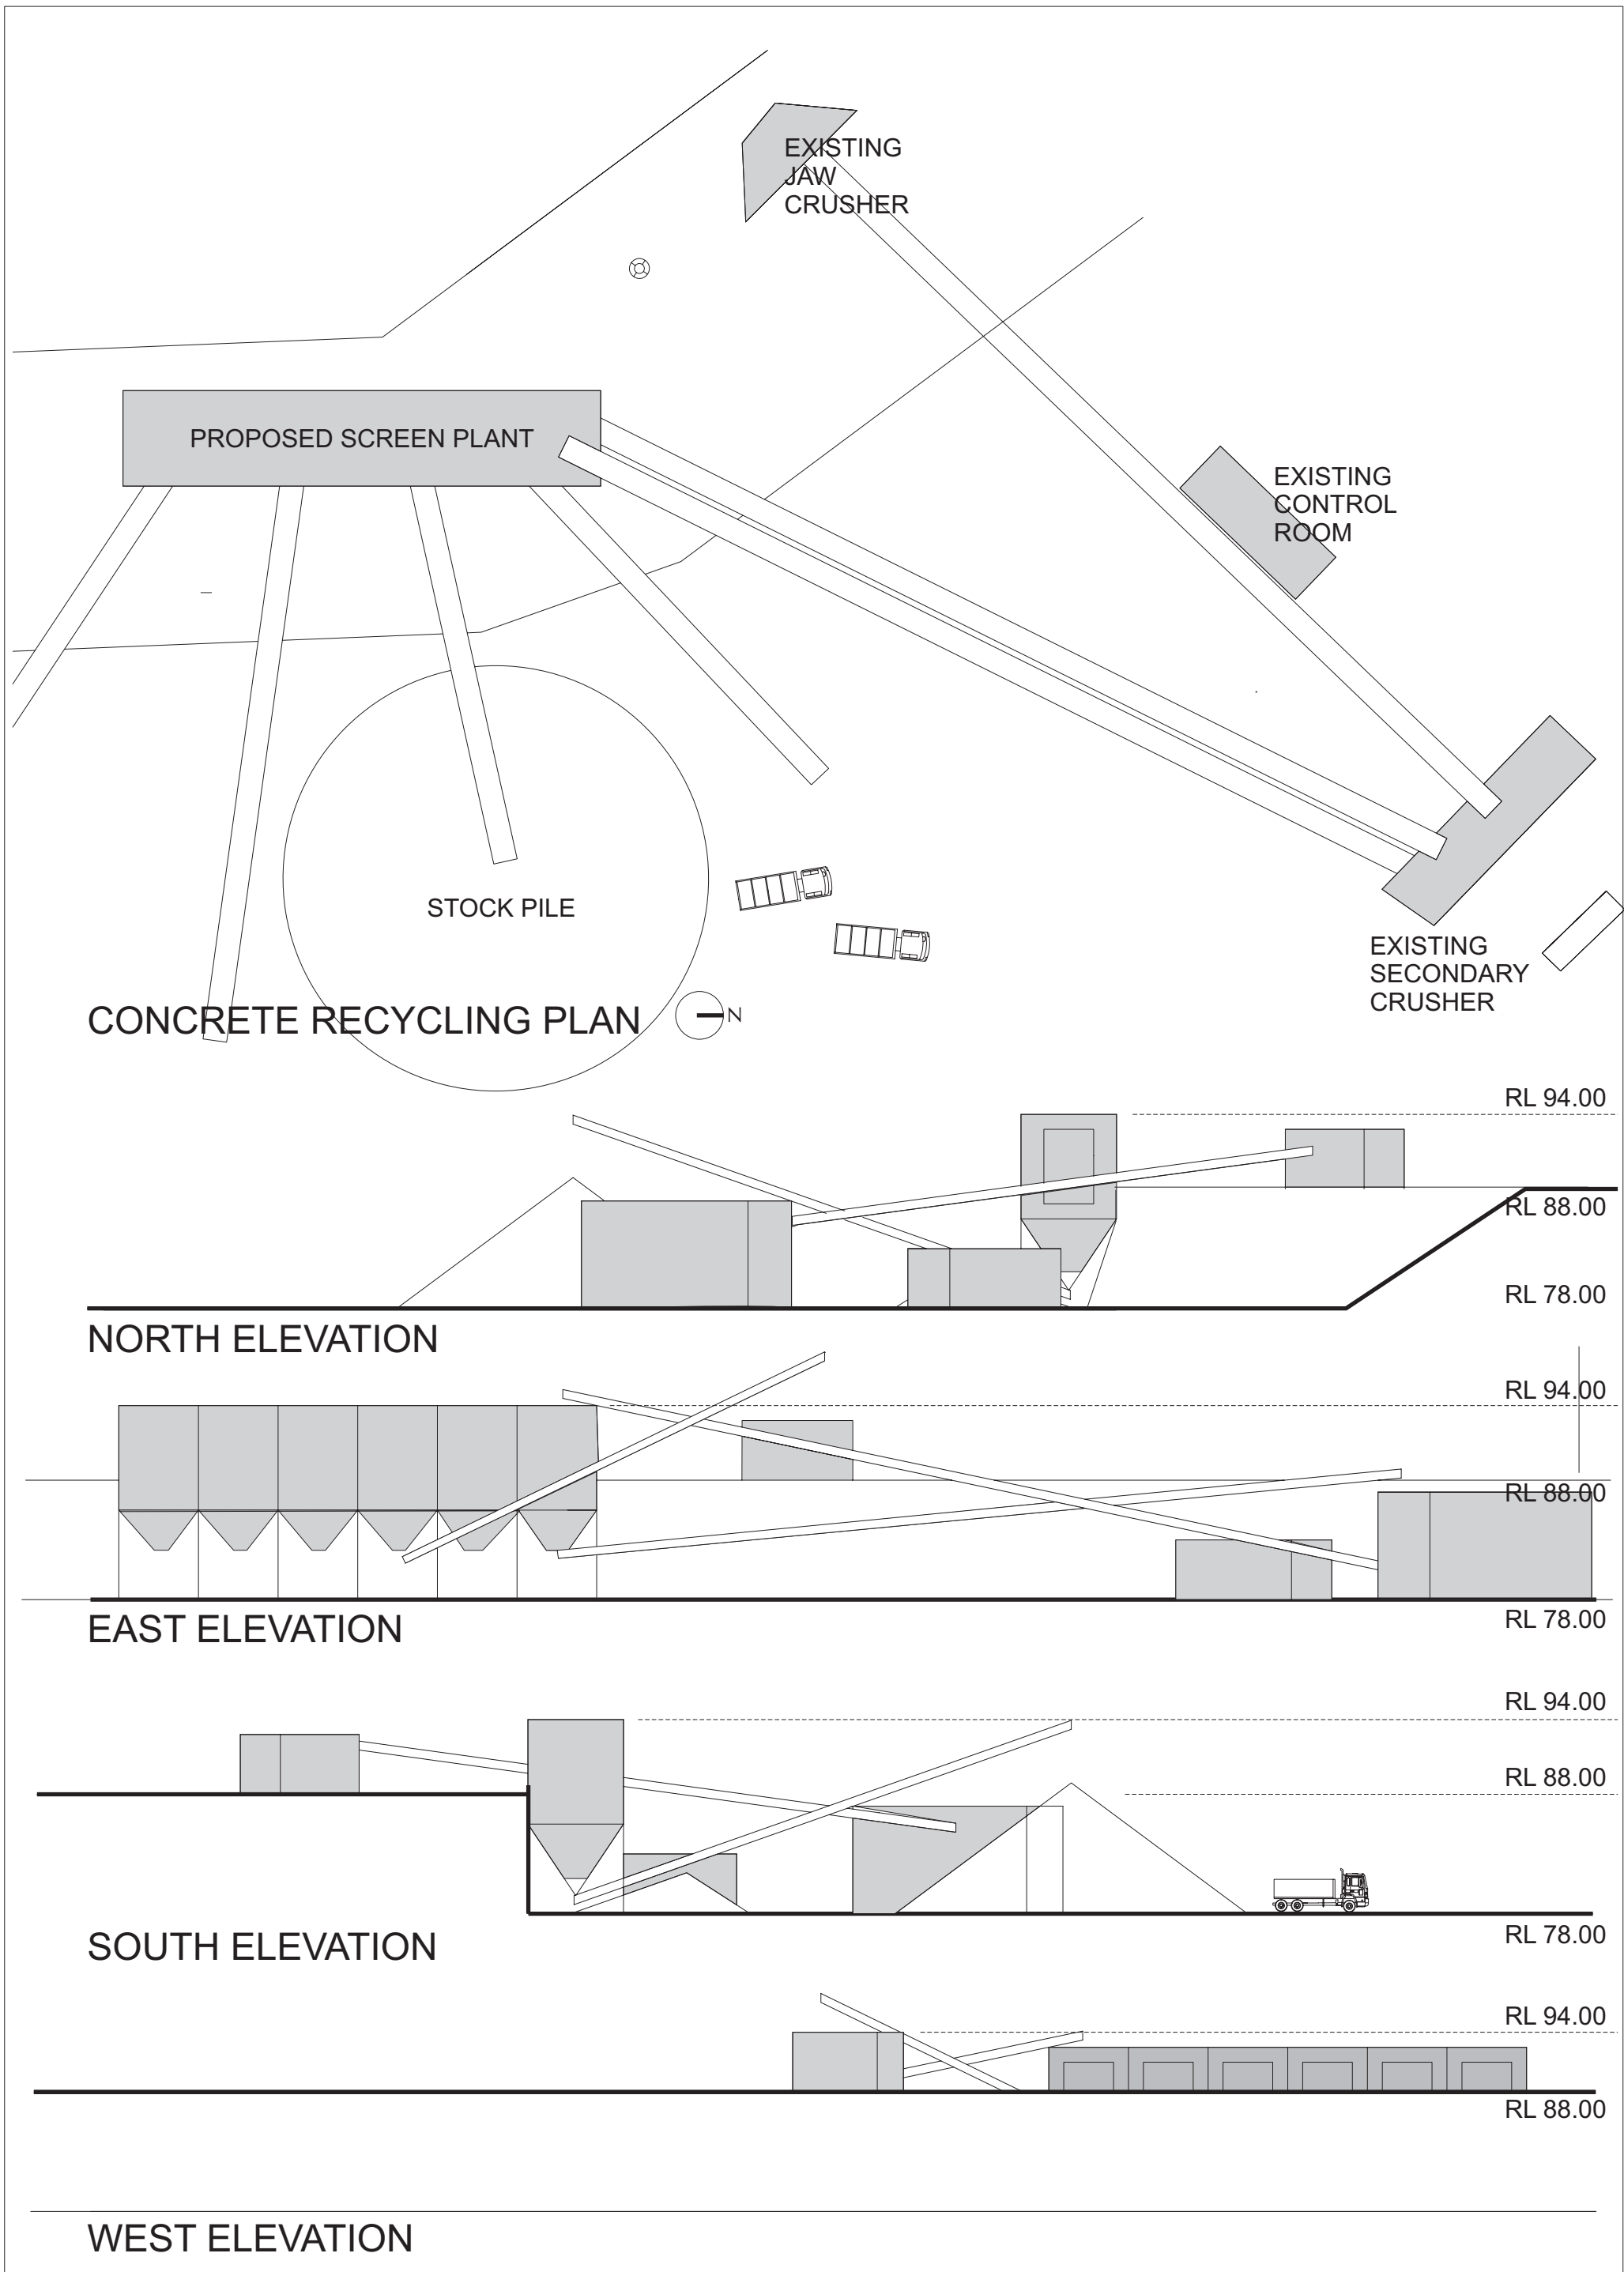 EXISTING
JAW
CRUSHER
PROPOSED SCREEN PLANT
EXISTING
CONTROL
ROOM
STOCK PILE
EXISTING
SECONDARY
CRUSHER
CONCRETE RECYCLING PLAN
N
RL 94.00
RL 88.00
RL 78.00
NORTH ELEVATION
RL 94.00
RL 88.00
RL 78.00
EAST ELEVATION
RL 94.00
RL 88.00
RL 78.00
SOUTH ELEVATION
RL 94.00
RL 88.00
WEST ELEVATION